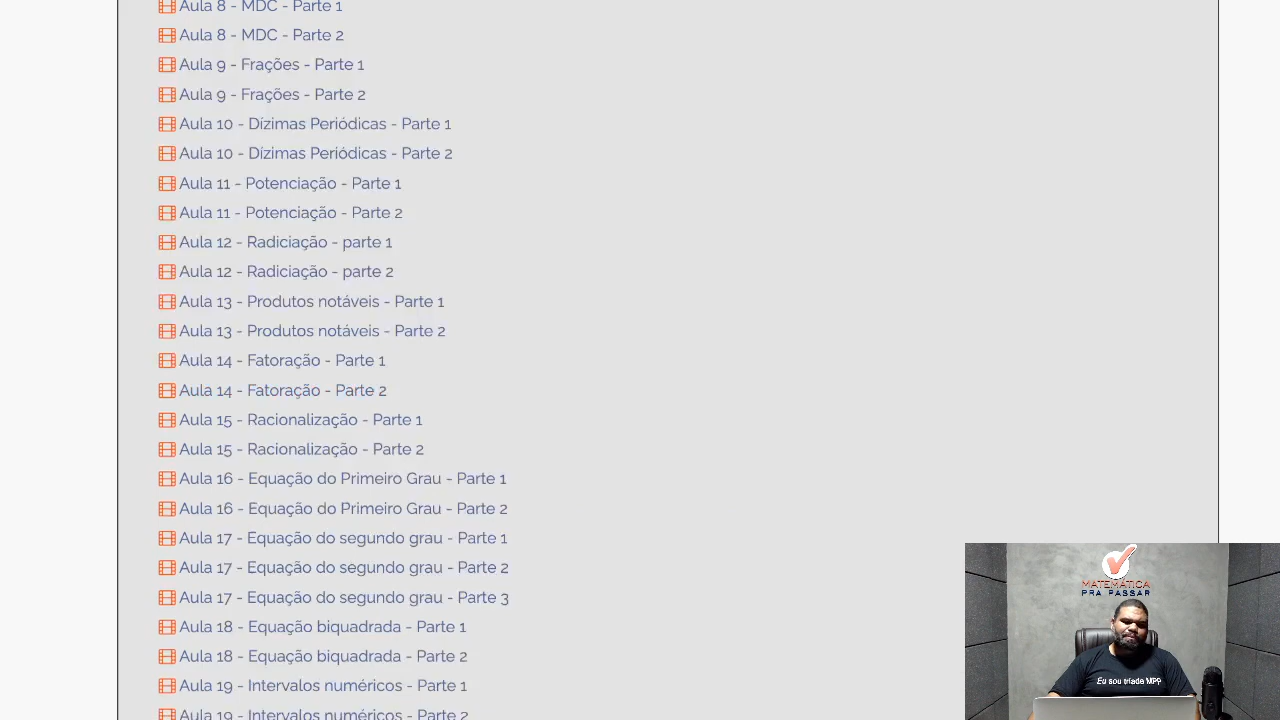 Aula 8 - MDC - Parte 1
Aula 8 - MDC - Parte 2
Aula 9 - Frações - Parte 1
Aula 9 - Frações - Parte 2
Aula 10 - Dízimas Periódicas - Parte 1
Aula 10 - Dízimas Periódicas - Parte 2
Aula 11 - Potenciação - Parte 1
Aula 11 - Potenciação - Parte 2
Aula 12 - Radiciação - parte 1
Aula 12 - Radiciação - parte 2
Aula 13 - Produtos notáveis - Parte 1
Aula 13 - Produtos notáveis - Parte 2
Aula 14 - Fatoração - Parte 1
Aula 14 - Fatoração - Parte 2
Aula 15 - Racionalização - Parte 1
Aula 15 - Racionalização - Parte 2
Aula 16 - Equação do Primeiro Grau - Parte 1
Aula 16 - Equação do Primeiro Grau - Parte 2
Aula 17 - Equação do segundo grau - Parte 1
Aula 17 - Equação do segundo grau - Parte 2
Aula 17 - Equação do segundo grau - Parte 3
Aula 18 - Equação biquadrada - Parte 1
Aula 18 - Equação biquadrada - Parte 2
Aula 19 - Intervalos numéricos - Parte 1
Aula 19 - Intervalos numéricos - Parte 2
MATEMÁTICA
PRA PASSAR
Eu sou tríade MPP